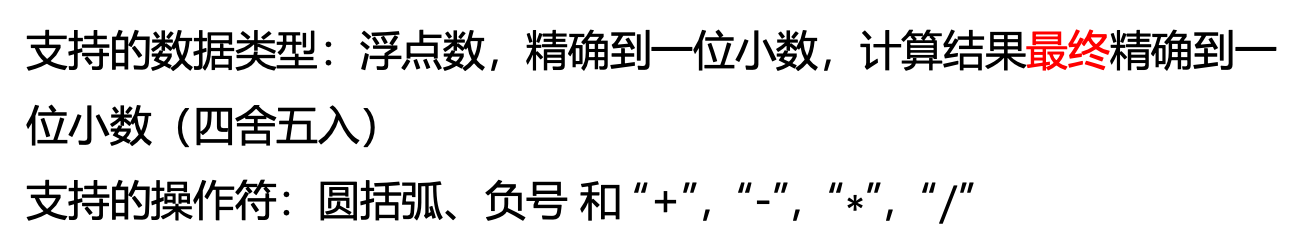 支持的数据类型：浮点数，精确到一位小数，计算结果最终精确到一
位小数（四舍五入）
支持的操作符：圆括弧、负号 和 “+”，“-”，“*”，“/”